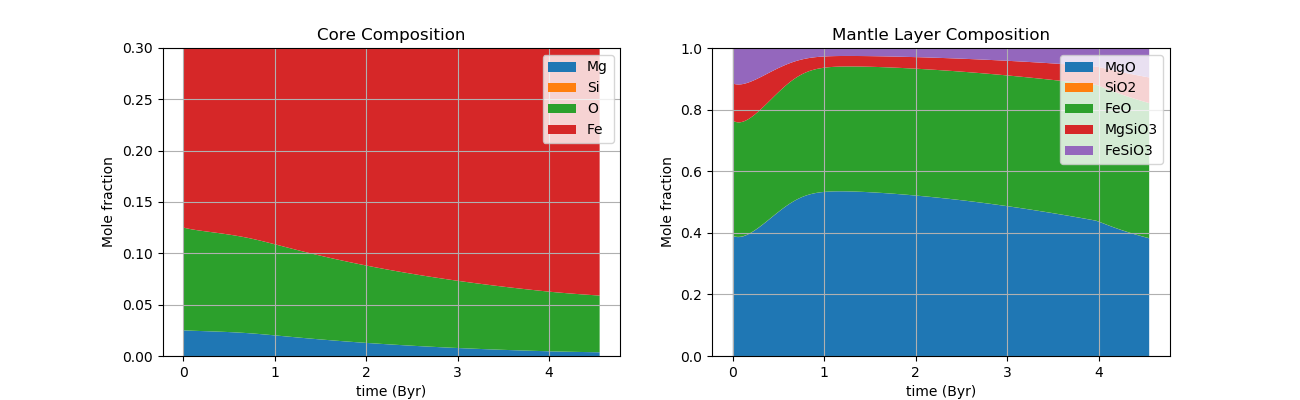 Core Composition
0.30
0.25
0.20
0.15
0.10
0.05
0.00
Mole fraction
0 1 2 3 4
time (Byr)
Mg
Si
O
Fe
Mantle Layer Composition
1.0
0.8
0.6
0.4
0.2
0.0
Mole fraction
0 1 2 3 4
time (Byr)
MgO
SiO2
FeO
MgSiO3
FeSiO3